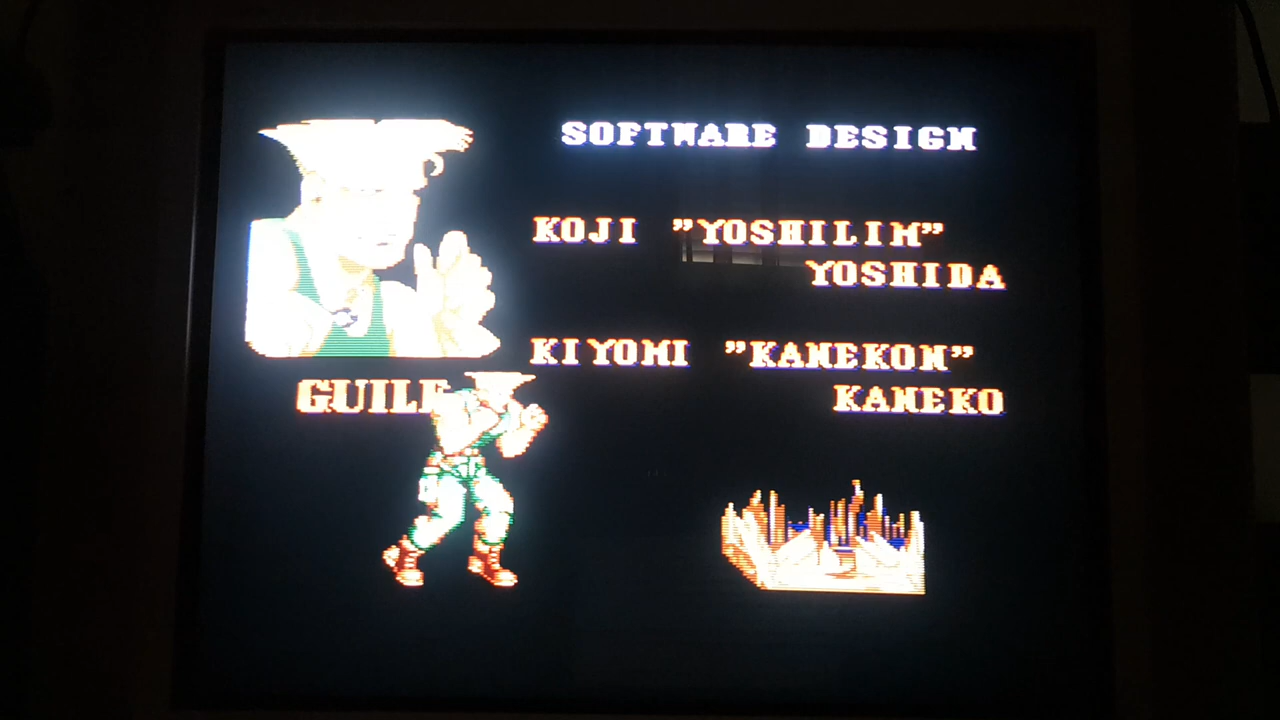 SOFTWARE DESIGN
KOJI "YOSHILIM"
YOSHIDA
KIYOMI "KANEKON"
KANEKO
GUILE